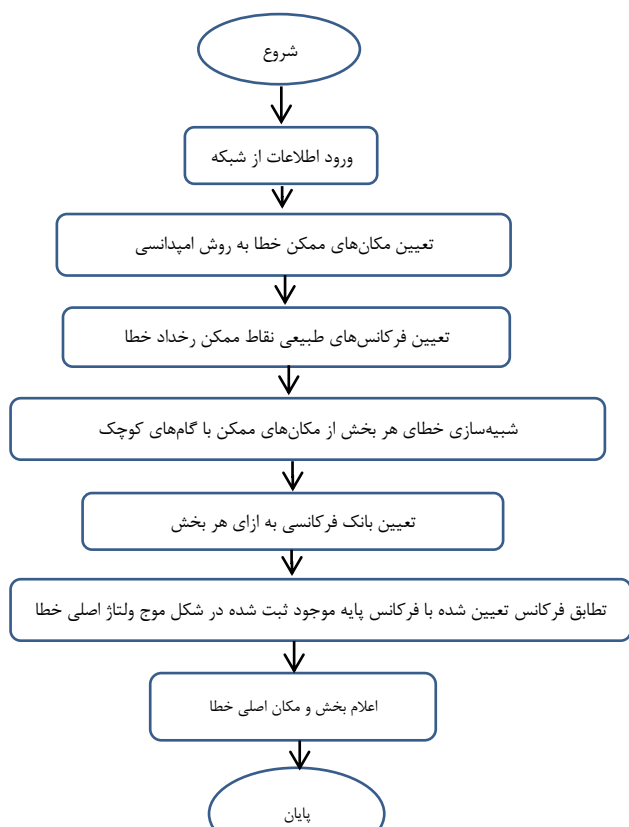 شروع
ورود اطلاعات از شبکه
تعیین مکان‌های ممکن خطا به روش امپدانسی
تعیین فرکانس‌های طبیعی نقاط ممکن رخداد خطا
شبیه‌سازی خطای هر بخش از مکان‌های ممکن با گام‌های کوچک
تعیین بانک فرکانسی به ازای هر بخش
تطابق فرکانس تعیین شده با فرکانس پایه موجود ثبت شده در شکل موج ولتاژ اصلی خطا
اعلام بخش و مکان اصلی خطا
پایان